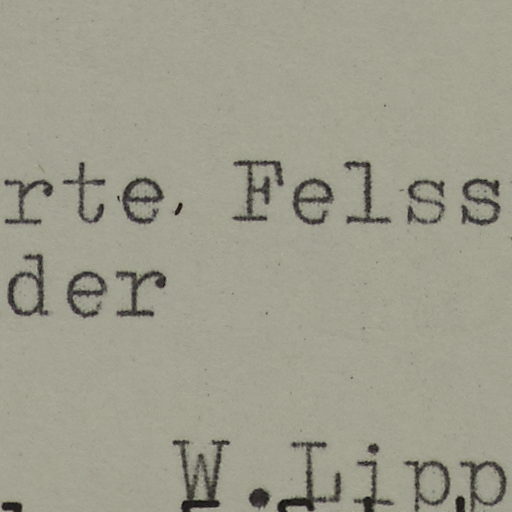 rte, Felss
der
W.Lipp